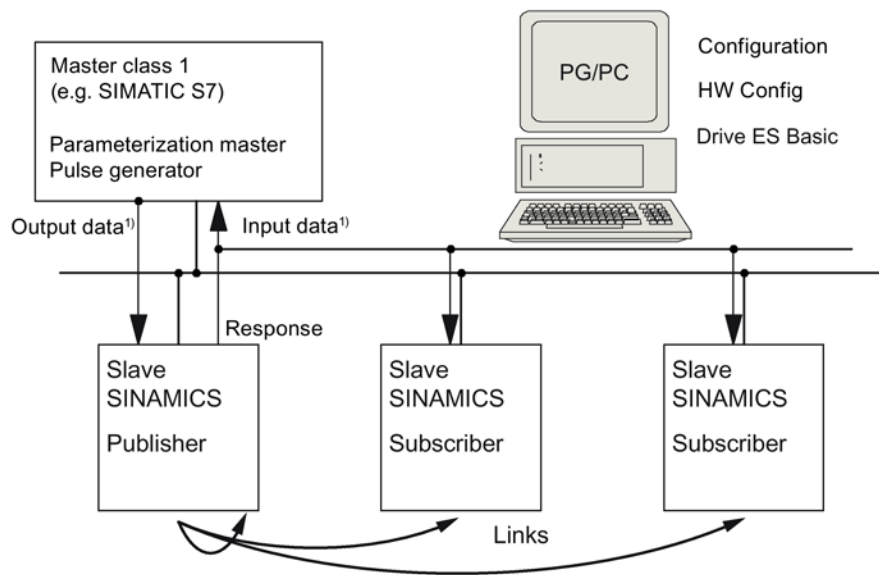 Master class 1
(e.g. SIMATIC S7)
Parameterization master
Pulse generator
PG/PC
Configuration
HW Config
Drive ES Basic
Output data¹⁾
Input data¹⁾
Response
Slave
SINAMICS
Publisher
Slave
SINAMICS
Subscriber
Slave
SINAMICS
Subscriber
Links